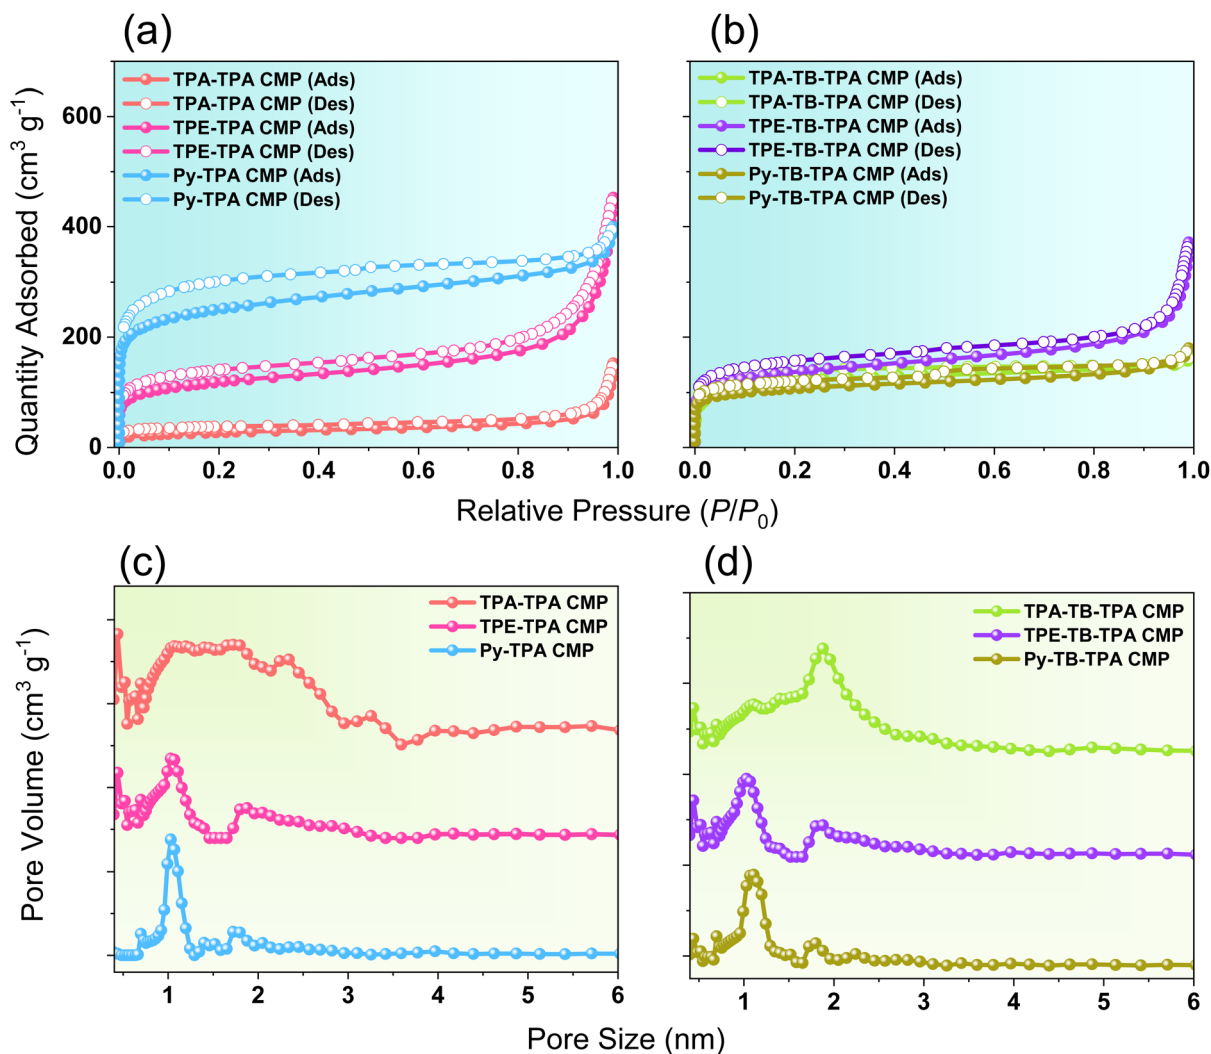 (a)
(b)
TPA-TPA CMP (Ads)
TPA-TPA CMP (Des)
TPE-TPA CMP (Ads)
TPE-TPA CMP (Des)
Py-TPA CMP (Ads)
Py-TPA CMP (Des)
TPA-TB-TPA CMP (Ads)
TPA-TB-TPA CMP (Des)
TPE-TB-TPA CMP (Ads)
TPE-TB-TPA CMP (Des)
Py-TB-TPA CMP (Ads)
Py-TB-TPA CMP (Des)
Quantity Adsorbed (cm³ g⁻¹)
600
400
200
0
0.0 0.2 0.4 0.6 0.8 1.0
0.0 0.2 0.4 0.6 0.8 1.0
Relative Pressure (P/P₀)
(c)
(d)
TPA-TPA CMP
TPE-TPA CMP
Py-TPA CMP
TPA-TB-TPA CMP
TPE-TB-TPA CMP
Py-TB-TPA CMP
Pore Volume (cm³ g⁻¹)
1 2 3 4 5 6
1 2 3 4 5 6
Pore Size (nm)